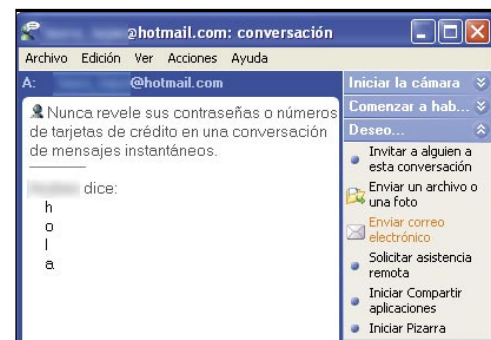 @hotmail.com: conversación
Archivo Edición Ver Acciones Ayuda
A: @hotmail.com
Nunca revele sus contraseñas o números
de tarjetas de crédito en una conversación
de mensajes instantáneos.
dice:
h
o
l
a
Iniciar la cámara
Comenzar a hab...
Deseo...
Invitar a alguien a
esta conversación
Enviar un archivo o
una foto
Enviar correo
electrónico
Solicitar asistencia
remota
Iniciar Compartir
aplicaciones
Iniciar Pizarra